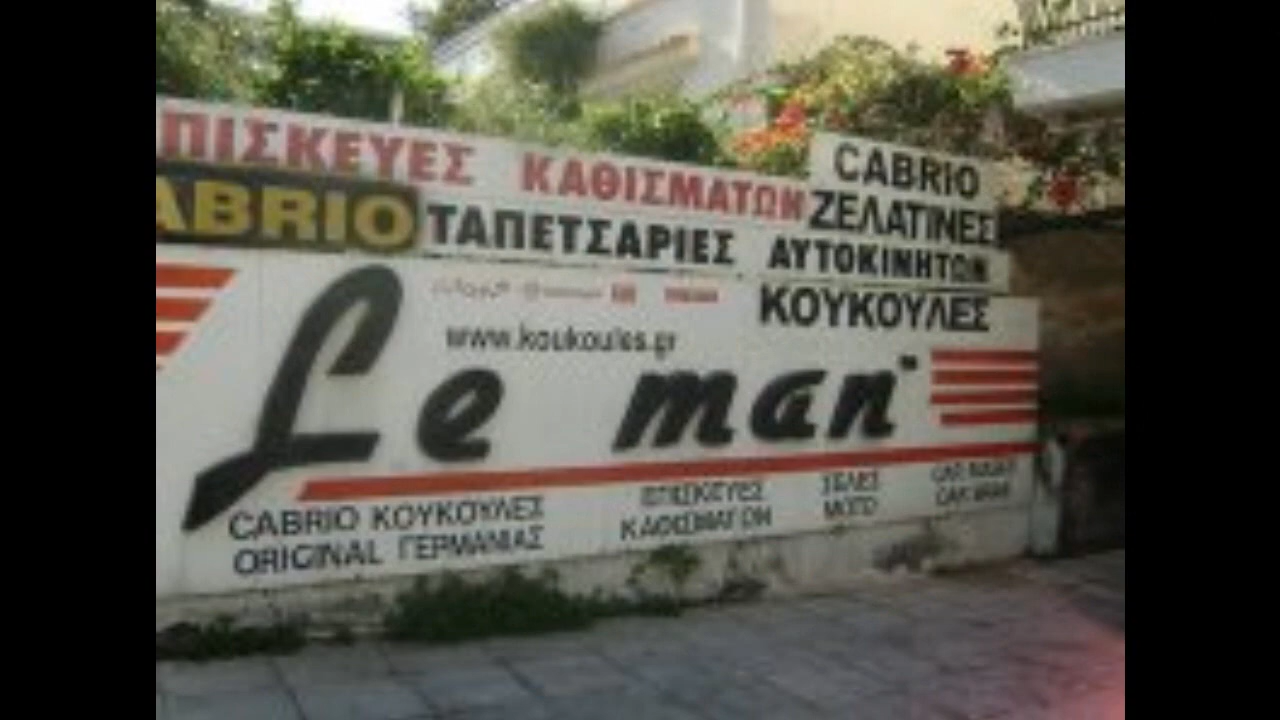 ΠΙΣΚΕΥΕΣ ΚΑΘΙΣΜΑΤΩΝ
CABRIO
ΖΕΛΑΤΙΝΕΣ
ABRIO ΤΑΠΕΤΣΑΡΙΕΣ ΑΥΤΟΚΙΝΗΤΩΝ
ΚΟΥΚΟΥΛΕΣ
www.koukoules.gr
Le man
CABRIO ΚΟΥΚΟΥΛΕΣ
ORIGINAL ΓΕΡΜΑΝΙΑΣ
ΕΠΙΣΚΕΥΕΣ
ΚΑΘΙΣΜΑΤΩΝ
ΣΕΛΕΣ
ΜΟΤΟ